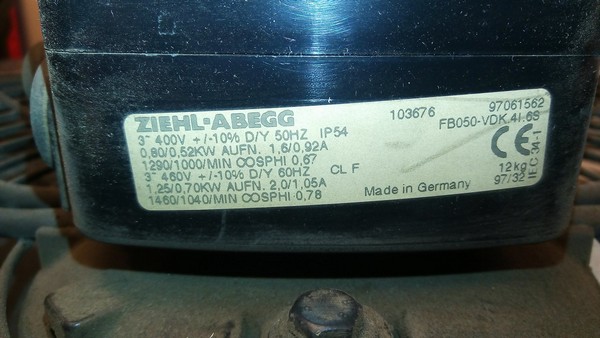 ZIEHL-ABEGG 103676 97061562
3~ 400V +/-10% D/Y 50HZ IP54 FB050-VDK.4I.6S
0,80/0,52KW AUFN. 1,6/0,92A
1290/1000/MIN COSPHI 0,67
3~ 460V +/-10% D/Y 60HZ CL F
1,25/0,70KW AUFN. 2,0/1,05A
1460/1040/MIN COSPHI 0,78
Made in Germany
CE
12kg
97/32
IEC 34-1